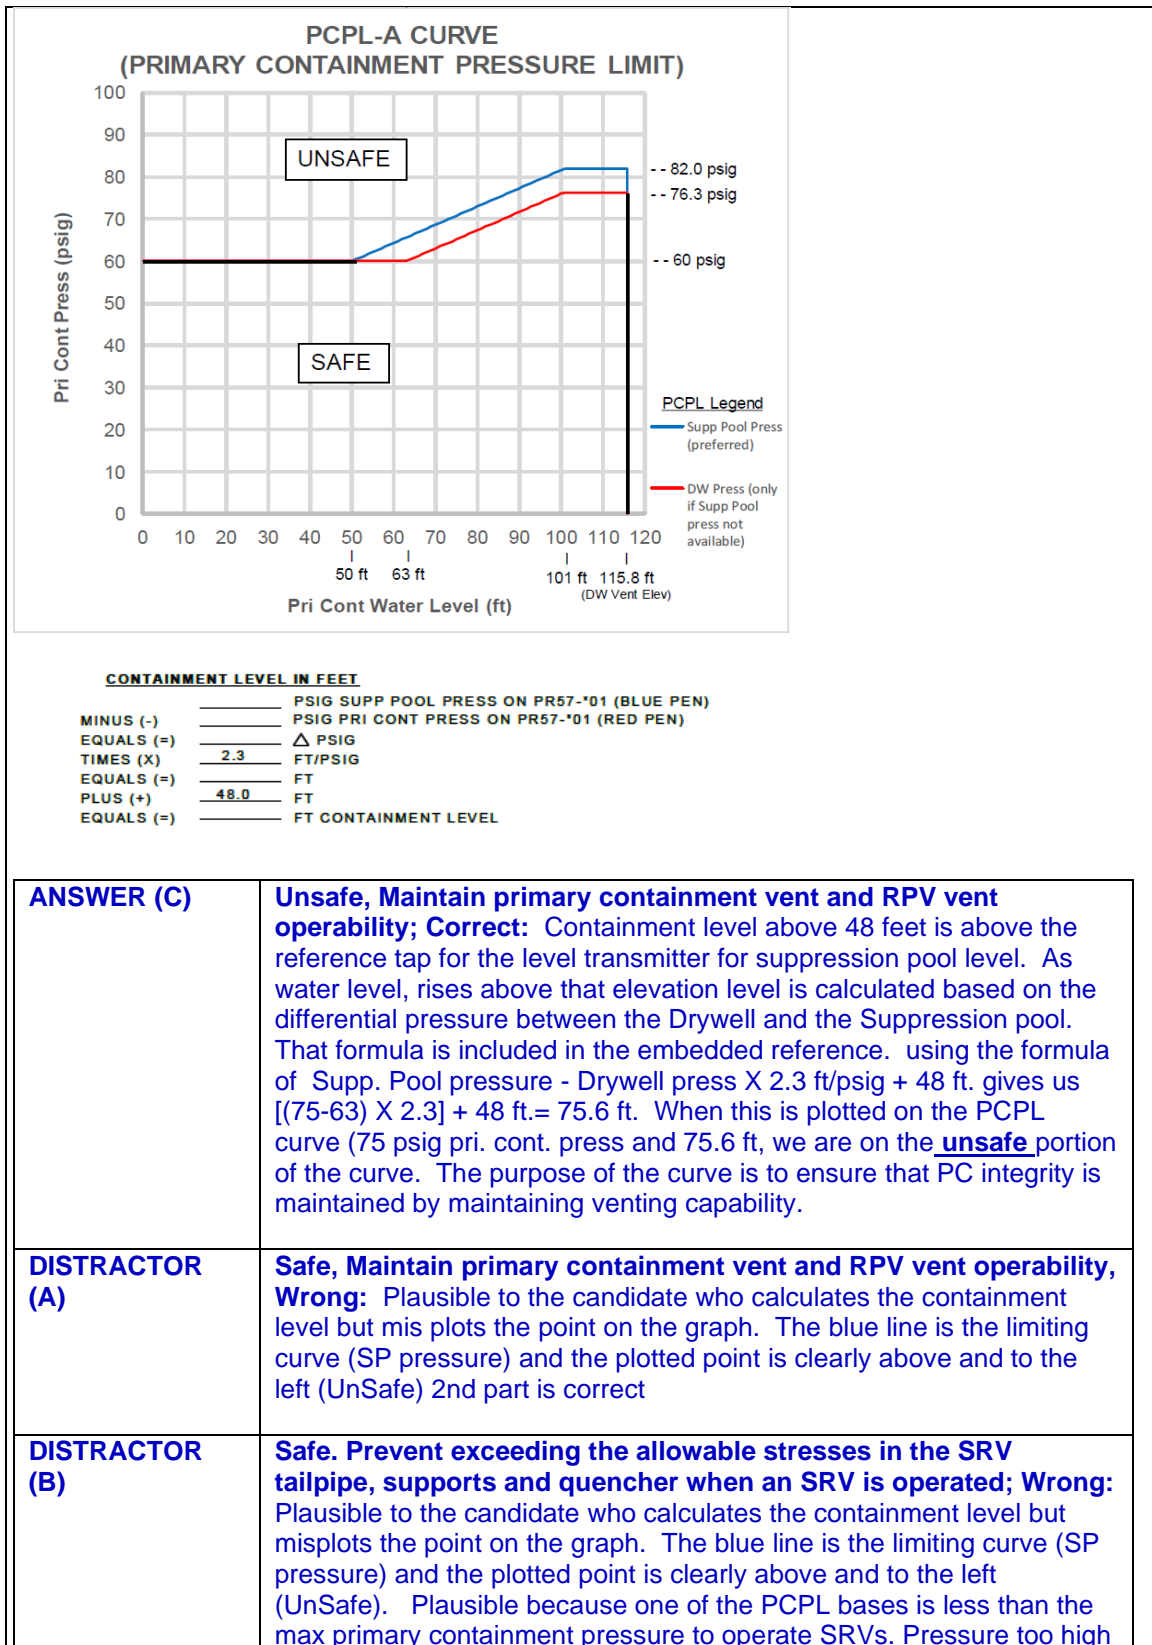 PCPL-A CURVE
(PRIMARY CONTAINMENT PRESSURE LIMIT)
100
90
80
70
60
50
40
30
20
10
0
Pri Cont Press (psig)
UNSAFE
SAFE
- - 82.0 psig
- - 76.3 psig
- - 60 psig
PCPL Legend
Supp Pool Press
(preferred)
DW Press (only
if Supp Pool
press not
available)
0 10 20 30 40 50 60 70 80 90 100 110 120
50 ft 63 ft 101 ft 115.8 ft
(DW Vent Elev)
Pri Cont Water Level (ft)
CONTAINMENT LEVEL IN FEET
PSIG SUPP POOL PRESS ON PR57-*01 (BLUE PEN)
MINUS (-) PSIG PRI CONT PRESS ON PR57-*01 (RED PEN)
EQUALS (=) △ PSIG
TIMES (X) 2.3 FT/PSIG
EQUALS (=) FT
PLUS (+) 48.0 FT
EQUALS (=) FT CONTAINMENT LEVEL
ANSWER (C)
Unsafe, Maintain primary containment vent and RPV vent
operability; Correct: Containment level above 48 feet is above the
reference tap for the level transmitter for suppression pool level. As
water level, rises above that elevation level is calculated based on the
differential pressure between the Drywell and the Suppression pool.
That formula is included in the embedded reference. using the formula
of Supp. Pool pressure - Drywell press X 2.3 ft/psig + 48 ft. gives us
[(75-63) X 2.3] + 48 ft.= 75.6 ft. When this is plotted on the PCPL
curve (75 psig pri. cont. press and 75.6 ft, we are on the unsafe portion
of the curve. The purpose of the curve is to ensure that PC integrity is
maintained by maintaining venting capability.
DISTRACTOR
(A)
Safe, Maintain primary containment vent and RPV vent operability,
Wrong: Plausible to the candidate who calculates the containment
level but mis plots the point on the graph. The blue line is the limiting
curve (SP pressure) and the plotted point is clearly above and to the
left (UnSafe) 2nd part is correct
DISTRACTOR
(B)
Safe. Prevent exceeding the allowable stresses in the SRV
tailpipe, supports and quencher when an SRV is operated; Wrong:
Plausible to the candidate who calculates the containment level but
misplots the point on the graph. The blue line is the limiting curve (SP
pressure) and the plotted point is clearly above and to the left
(UnSafe). Plausible because one of the PCPL bases is less than the
max primary containment pressure to operate SRVs. Pressure too high